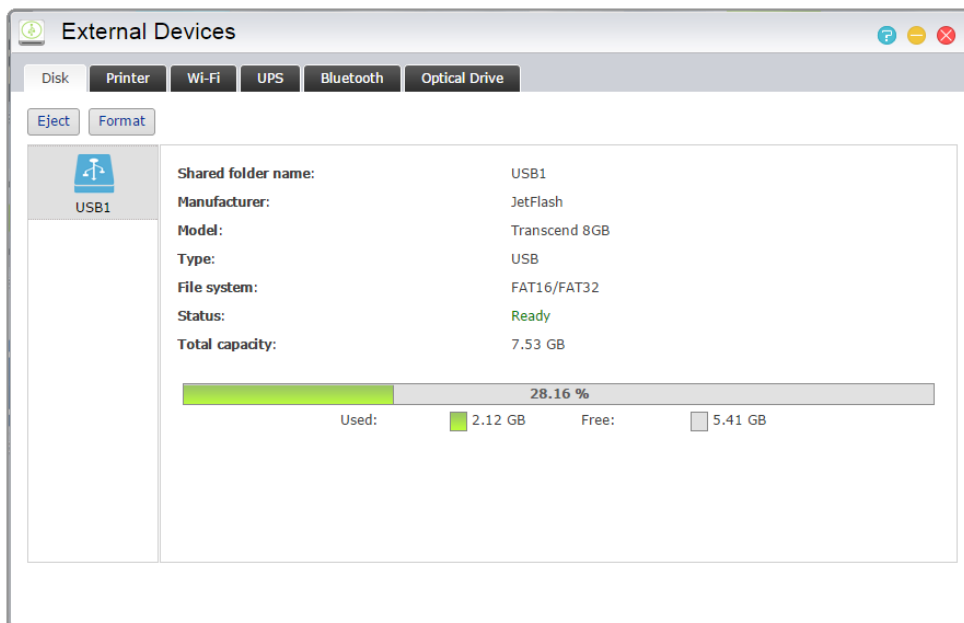 External Devices
Disk Printer Wi-Fi UPS Bluetooth Optical Drive
Eject Format
USB1
Shared folder name: USB1
Manufacturer: JetFlash
Model: Transcend 8GB
Type: USB
File system: FAT16/FAT32
Status: Ready
Total capacity: 7.53 GB
28.16 %
Used: 2.12 GB Free: 5.41 GB